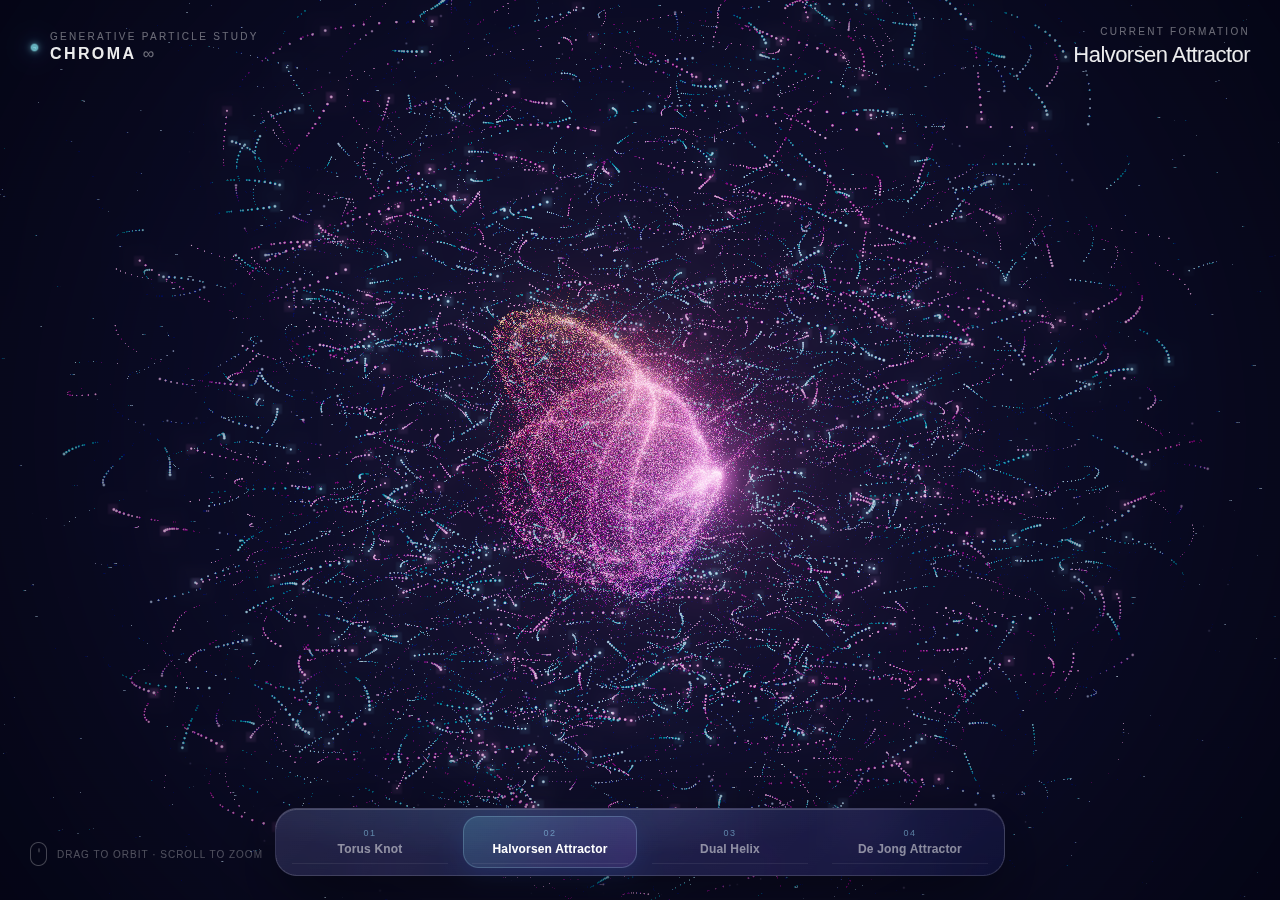 GENERATIVE PARTICLE STUDY
CHROMA ∞
CURRENT FORMATION
Halvorsen Attractor
DRAG TO ORBIT · SCROLL TO ZOOM
01
Torus Knot
02
Halvorsen Attractor
03
Dual Helix
04
De Jong Attractor